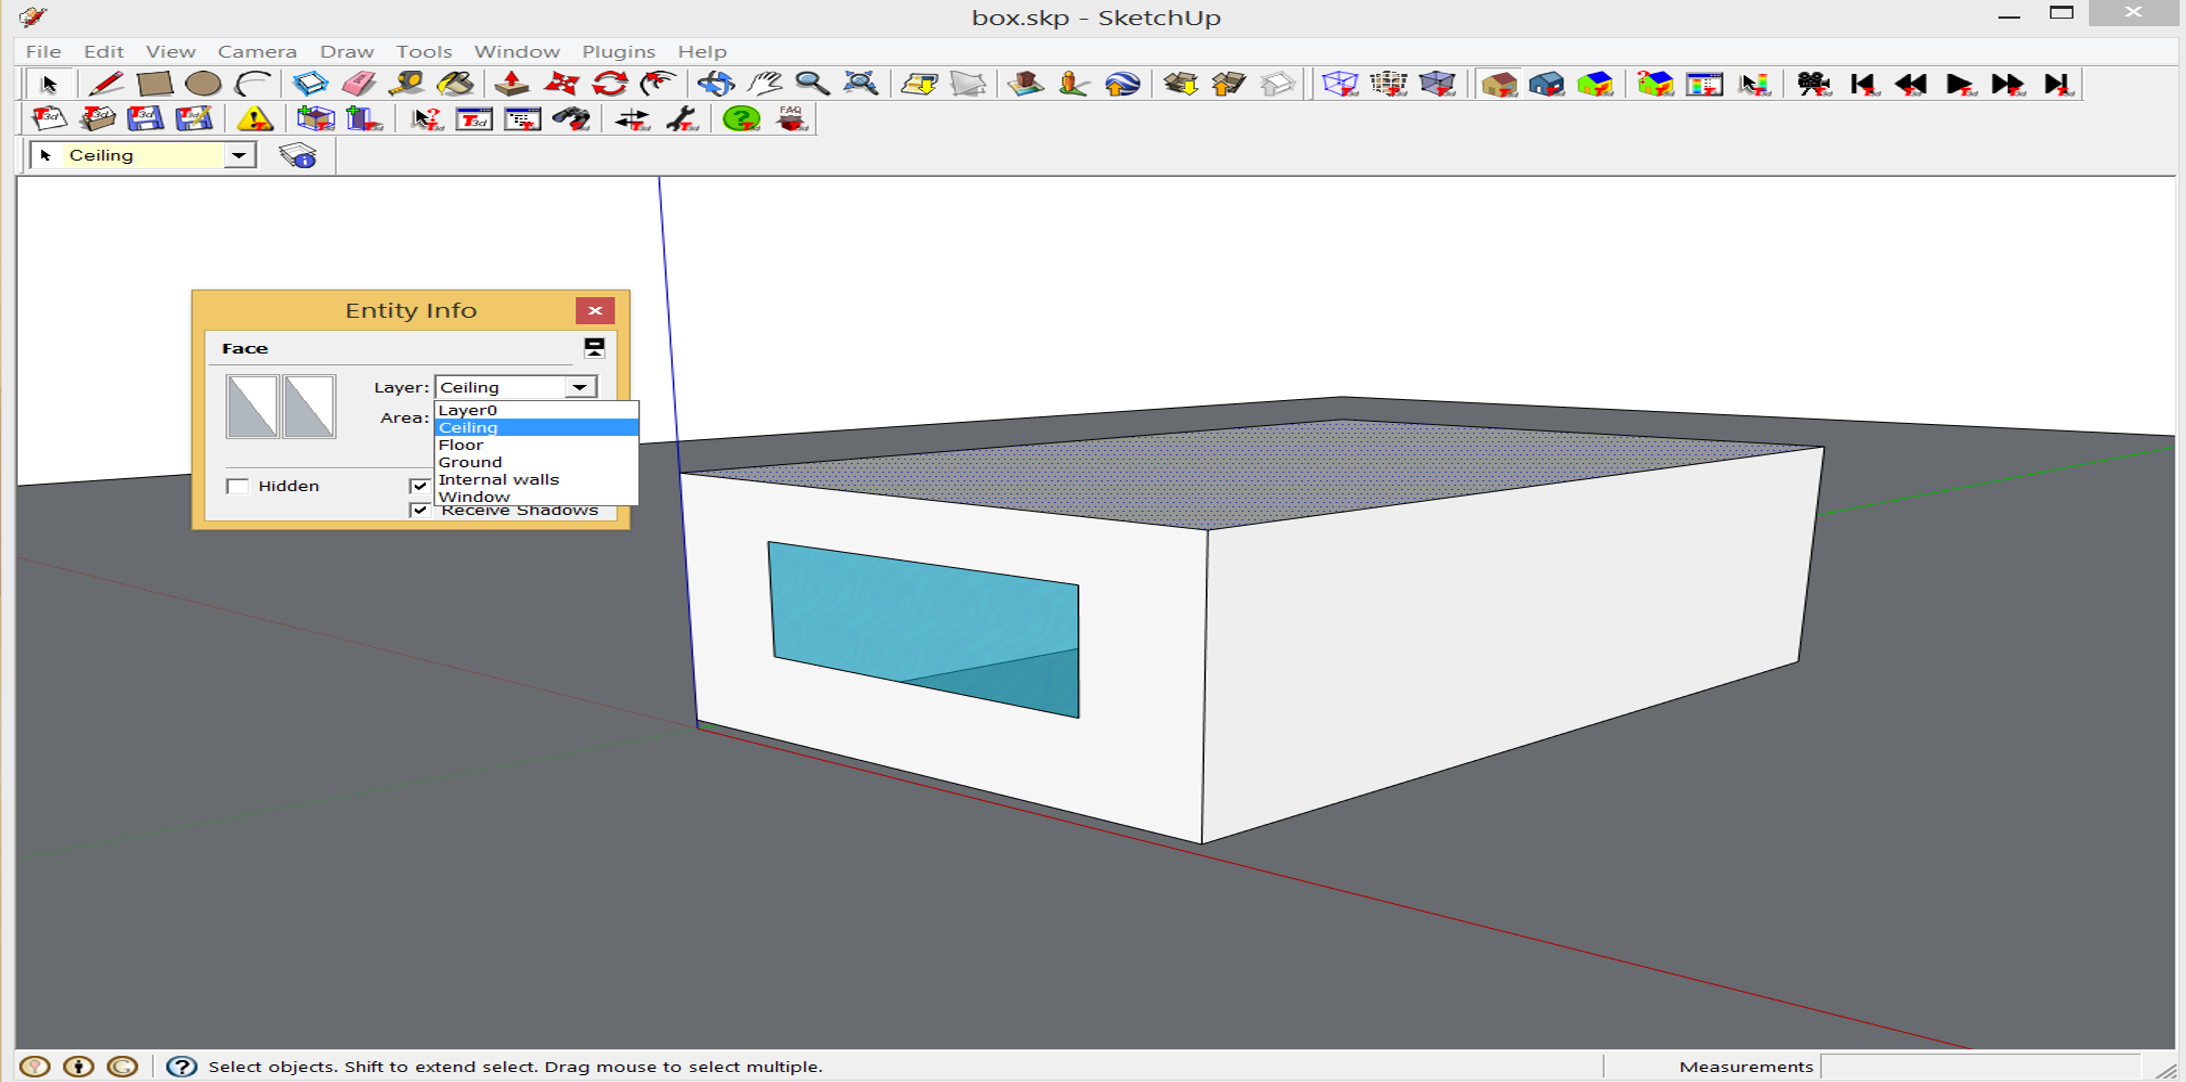 box.skp - SketchUp
File Edit View Camera Draw Tools Window Plugins Help
FAQ
Ceiling
Entity Info
Face
Layer: Ceiling
Area:
Layer0
Ceiling
Floor
Ground
Internal walls
Window
Hidden
Receive Shadows
Select objects. Shift to extend select. Drag mouse to select multiple.
Measurements